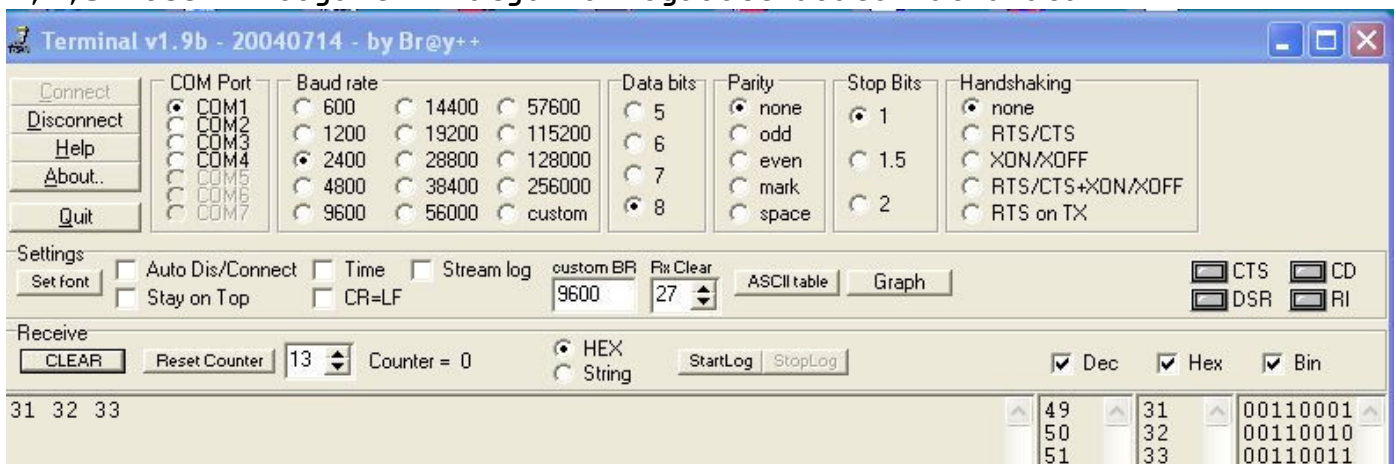 Terminal v1.9b - 20040714 - by Br@y++
Connect
Disconnect
Help
About..
Quit
COM Port
COM1
COM2
COM3
COM4
COM5
COM6
COM7
Baud rate
600
1200
2400
4800
9600
14400
19200
28800
38400
56000
57600
115200
128000
256000
custom
Data bits
5
6
7
8
Parity
none
odd
even
mark
space
Stop Bits
1
1.5
2
Handshaking
none
RTS/CTS
XON/XOFF
RTS/CTS+XON/XOFF
RTS on TX
Settings
Set font
Auto Dis/Connect
Stay on Top
Time
CR=LF
Stream log
custom BR
9600
Rx Clear
27
ASCII table
Graph
CTS
CD
DSR
RI
Receive
CLEAR
Reset Counter
13
Counter = 0
HEX
String
StartLog
StopLog
Dec
Hex
Bin
31 32 33
49
50
51
31
32
33
00110001
00110010
00110011